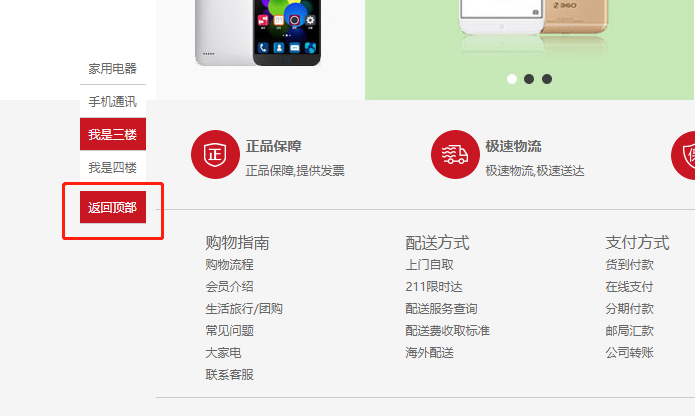 360
家用电器
手机通讯
我是三楼
我是四楼
返回顶部
正品保障
正品保障,提供发票
极速物流
极速物流,极速送达
购物指南
购物流程
会员介绍
生活旅行/团购
常见问题
大家电
联系客服
配送方式
上门自取
211限时达
配送服务查询
配送费收取标准
海外配送
支付方式
货到付款
在线支付
分期付款
邮局汇款
公司转账